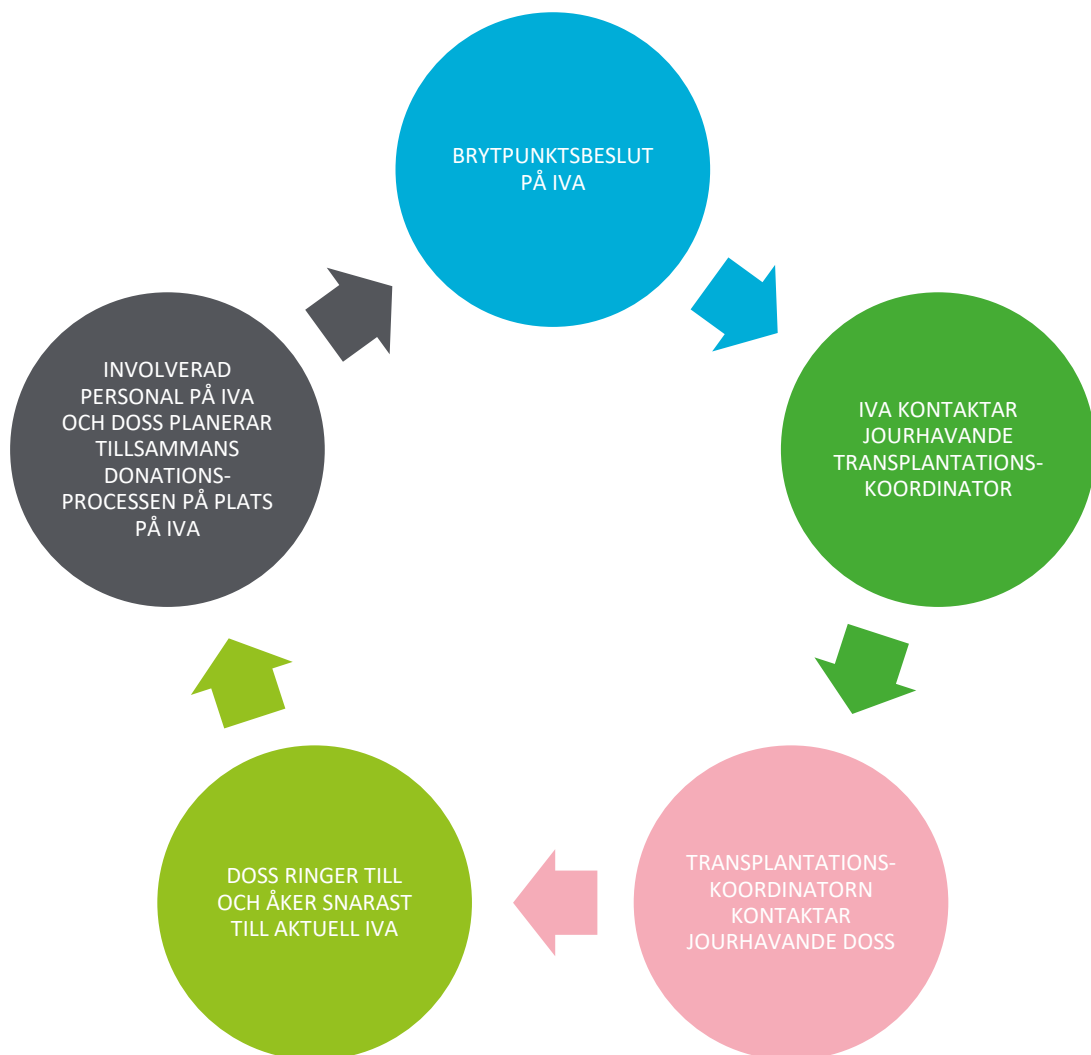 BRYTPUNKTSBESLUT
PÅ IVA
IVA KONTAKTAR
JOURHAVANDE
TRANSPLANTATIONS-
KOORDINATOR
TRANSPLANTATIONS-
KOORDINATORN
KONTAKTAR
JOURHAVANDE DOSS
DOSS RINGER TILL
OCH ÅKER SNARAST
TILL AKTUELL IVA
INVOLVERAD
PERSONAL PÅ IVA
OCH DOSS PLANERAR
TILLSAMMANS
DONATIONS-
PROCESSEN PÅ PLATS
PÅ IVA